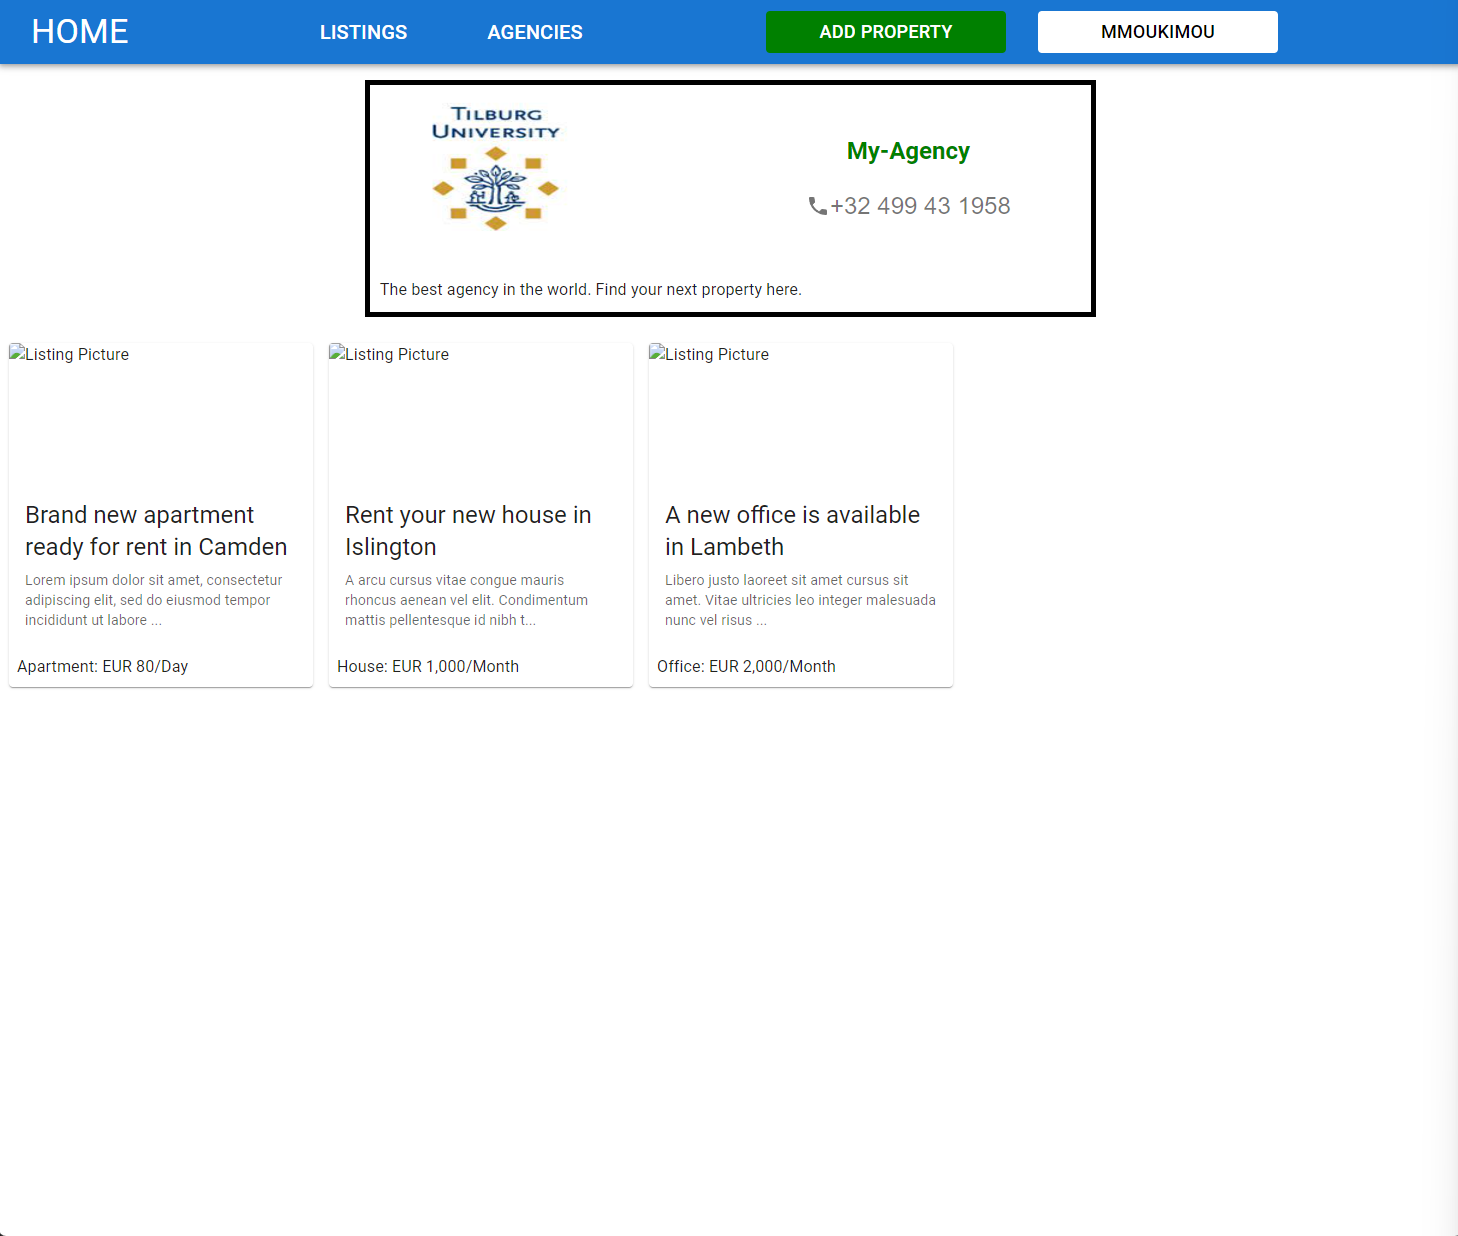 HOME
LISTINGS
AGENCIES
ADD PROPERTY
MMOUKIMOU
TILBURG
UNIVERSITY
My-Agency
+32 499 43 1958
The best agency in the world. Find your next property here.
Listing Picture
Brand new apartment
ready for rent in Camden
Lorem ipsum dolor sit amet, consectetur
adipiscing elit, sed do eiusmod tempor
incididunt ut labore ...
Apartment: EUR 80/Day
Listing Picture
Rent your new house in
Islington
A arcu cursus vitae congue mauris
rhoncus aenean vel elit. Condimentum
mattis pellentesque id nibh t...
House: EUR 1,000/Month
Listing Picture
A new office is available
in Lambeth
Libero justo laoreet sit amet cursus sit
amet. Vitae ultricies leo integer malesuada
nunc vel risus ...
Office: EUR 2,000/Month